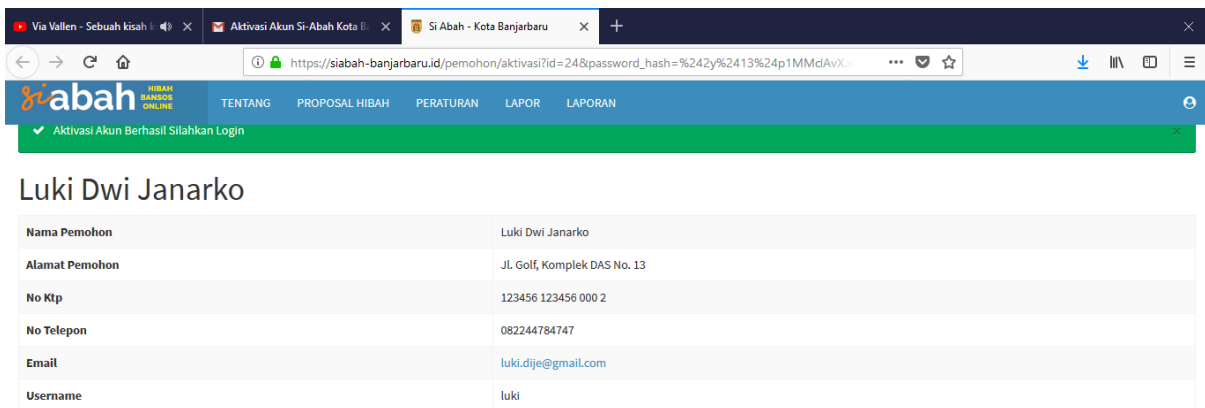 Via Vallen - Sebuah kisah k
Aktivasi Akun Si-Abah Kota B
Si Abah - Kota Banjarbaru
https://siabah-banjarbaru.id/pemohon/aktivasi?id=24&password_hash=%242y%2413%24p1MMclAvX
siabah HIBAH BANSOS ONLINE
TENTANG PROPOSAL HIBAH PERATURAN LAPOR LAPORAN
Aktivasi Akun Berhasil Silahkan Login
Luki Dwi Janarko
Nama Pemohon Luki Dwi Janarko
Alamat Pemohon Jl. Golf, Komplek DAS No. 13
No Ktp 123456 123456 000 2
No Telepon 082244784747
Email luki.dije@gmail.com
Username luki